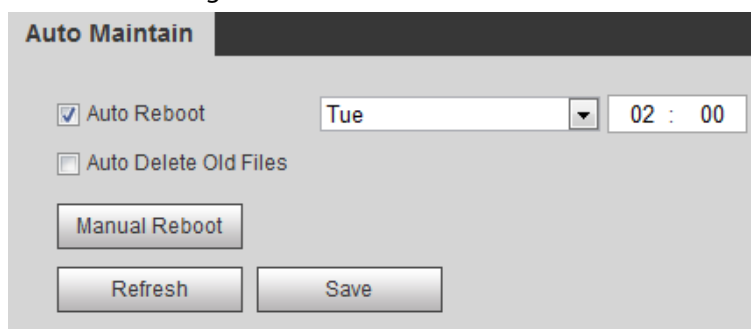 Auto Maintain
Auto Reboot Tue 02 : 00
Auto Delete Old Files
Manual Reboot
Refresh Save